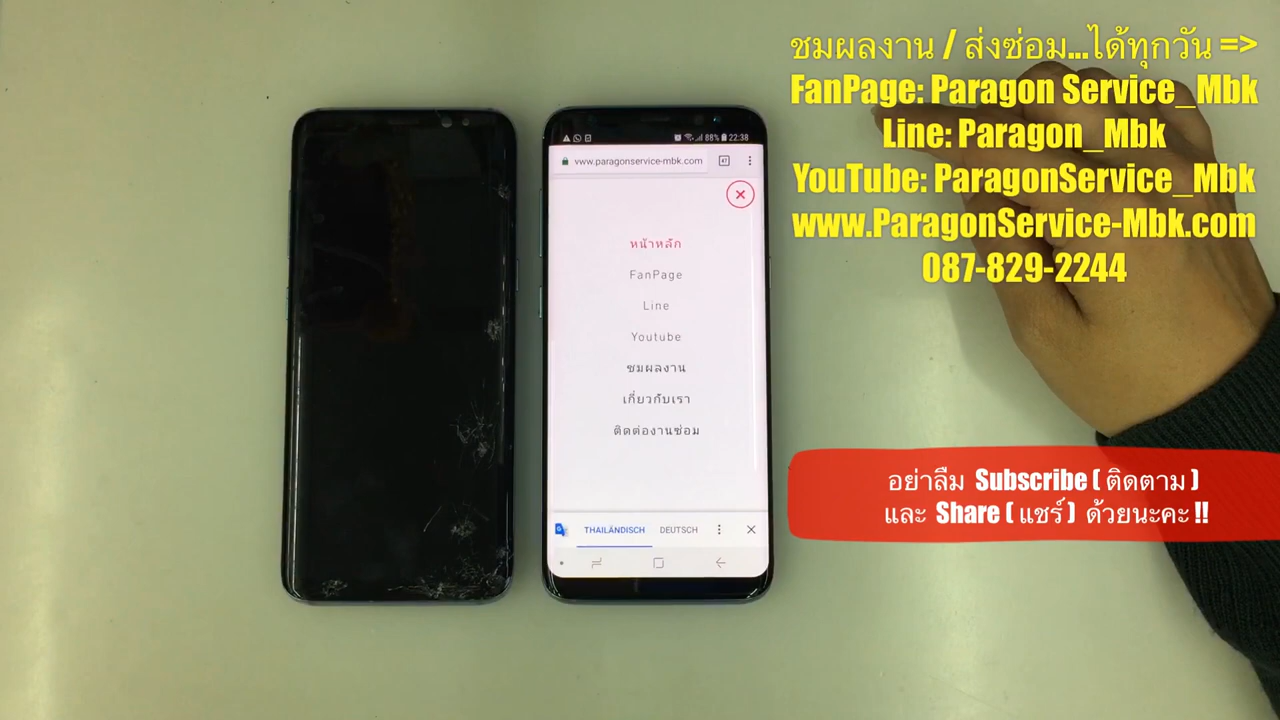 ชมผลงาน / ส่งซ่อม...ได้ทุกวัน =>
FanPage: Paragon Service_Mbk
Line: Paragon_Mbk
YouTube: ParagonService_Mbk
www.ParagonService-Mbk.com
087-829-2244
88% 22:38
www.paragonservice-mbk.com
47
หน้าหลัก
FanPage
Line
Youtube
ชมผลงาน
เกี่ยวกับเรา
ติดต่องานซ่อม
THAILÄNDISCH DEUTSCH
อย่าลืม Subscribe ( ติดตาม )
และ Share ( แชร์ ) ด้วยนะคะ !!